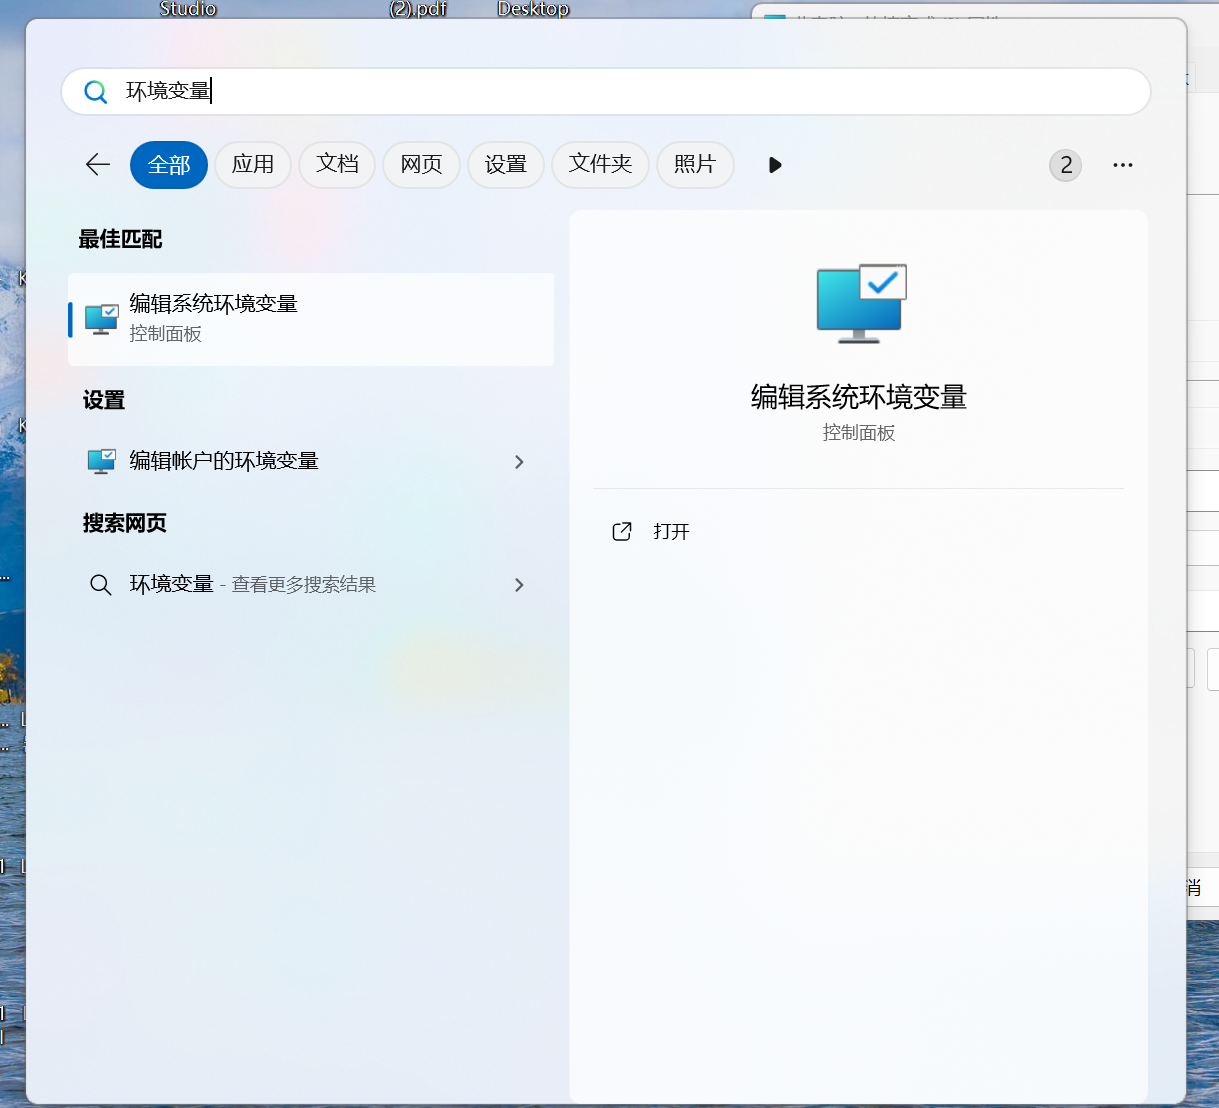 Studio
(2).pdf
Desktop
环境变量
全部
应用
文档
网页
设置
文件夹
照片
2
最佳匹配
编辑系统环境变量
控制面板
设置
编辑帐户的环境变量
搜索网页
环境变量 - 查看更多搜索结果
编辑系统环境变量
控制面板
打开
消